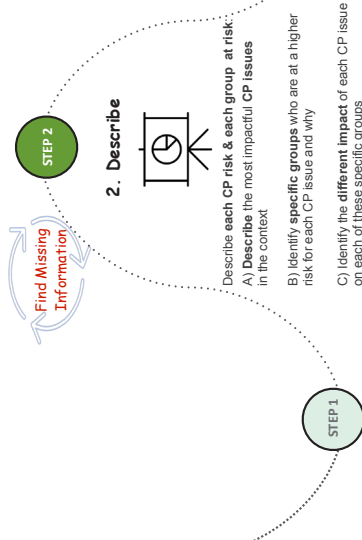 STEP 1
Find Missing
Information
STEP 2
2. Describe
Describe each CP risk & each group at risk:
A) Describe the most impactful CP issues
in the context
B) Identify specific groups who are at a higher
risk for each CP issue and why
C) Identify the different impact of each CP issue
on each of these specific groups